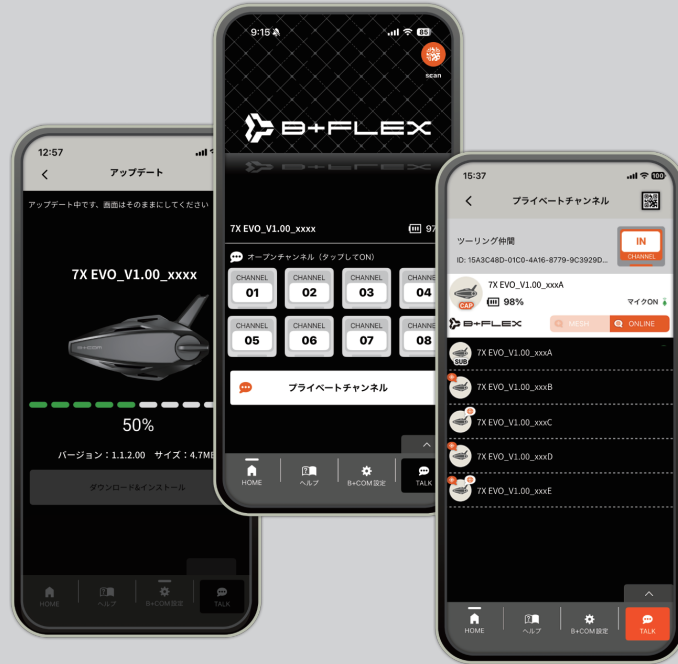 12:57
アップデート
アップデート中です、画面はそのままにしてください
7X EVO_V1.00_xxxx
B+COM
50%
バージョン：1.1.2.00 サイズ：4.7MB
ダウンロード&インストール
HOME
ヘルプ
B+COM設定
TALK
9:15
85
scan
B+FLEX
7X EVO_V1.00_xxxx
97
オープンチャンネル（タップしてON）
CHANNEL
01
CHANNEL
02
CHANNEL
03
CHANNEL
04
CHANNEL
05
CHANNEL
06
CHANNEL
07
CHANNEL
08
プライベートチャンネル
HOME
ヘルプ
B+COM設定
TALK
15:37
100
プライベートチャンネル
ツーリング仲間
IN
CHANNEL
ID: 15A3C48D-01C0-4A16-8779-9C3929D...
7X EVO_V1.00_xxxA
98%
CAP
マイクON
B+FLEX
MESH
ONLINE
7X EVO_V1.00_xxxA
SUB
7X EVO_V1.00_xxxB
7X EVO_V1.00_xxxC
7X EVO_V1.00_xxxD
7X EVO_V1.00_xxxE
HOME
ヘルプ
B+COM設定
TALK